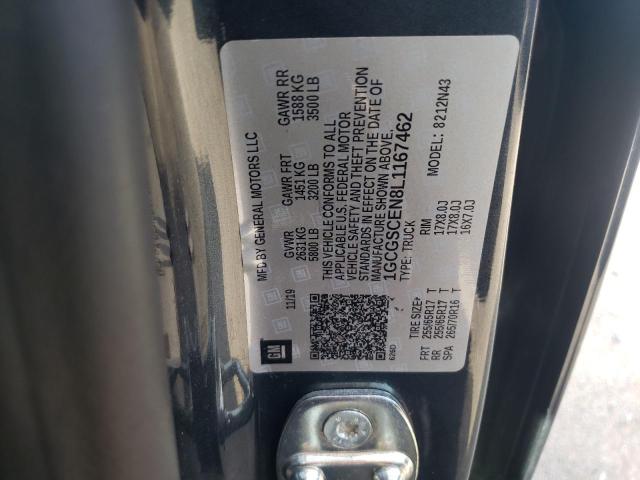 MFD BY GENERAL MOTORS LLC
11/19
GVWR GAWR FRT GAWR RR
2631 KG 1451 KG 1588 KG
5800 LB 3200 LB 3500 LB
THIS VEHICLE CONFORMS TO ALL
APPLICABLE U.S. FEDERAL MOTOR
VEHICLE SAFETY AND THEFT PREVENTION
STANDARDS IN EFFECT ON THE DATE OF
MANUFACTURE SHOWN ABOVE.
1GCGSCEN8L1167462
TYPE: TRUCK MODEL: 8212N43
TIRE SIZE RIM
FRT 255/65R17 T 17X8.0J
RR 255/65R17 T 17X8.0J
SPA 265/70R16 T 16X7.0J
GM